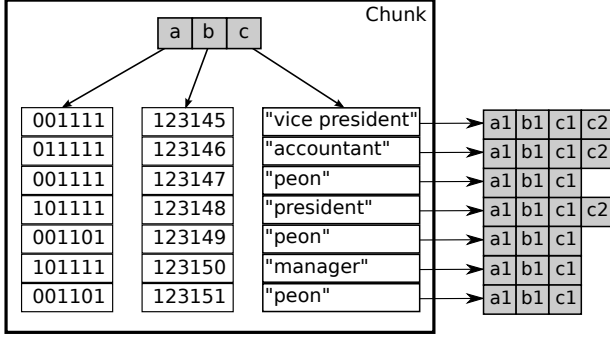 Chunk
a b c
001111 123145 "vice president" a1 b1 c1 c2
011111 123146 "accountant" a1 b1 c1 c2
001111 123147 "peon" a1 b1 c1
101111 123148 "president" a1 b1 c1 c2
001101 123149 "peon" a1 b1 c1
101111 123150 "manager" a1 b1 c1
001101 123151 "peon" a1 b1 c1